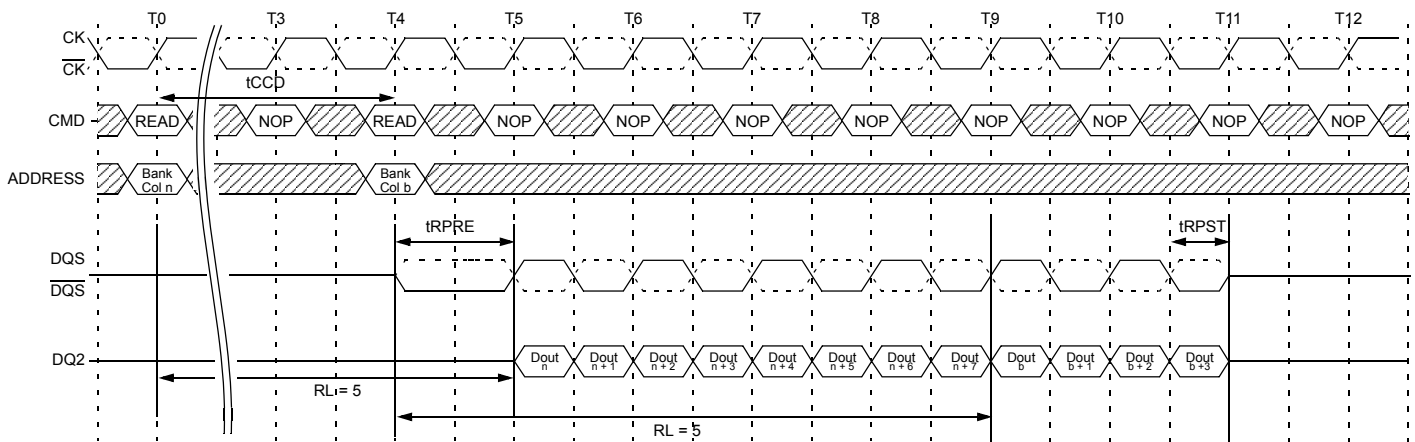 T0 T3 T4 T5 T6 T7 T8 T9 T10 T11 T12
CK
CK
tCCD
CMD READ NOP READ NOP NOP NOP NOP NOP NOP NOP NOP
ADDRESS Bank Col n Bank Col b
tRPRE tRPST
DQS
DQS
DQ2 Dout n Dout n + 1 Dout n + 2 Dout n + 3 Dout n + 4 Dout n + 5 Dout n + 6 Dout n + 7 Dout b Dout b + 1 Dout b + 2 Dout b +3
RL = 5
RL = 5